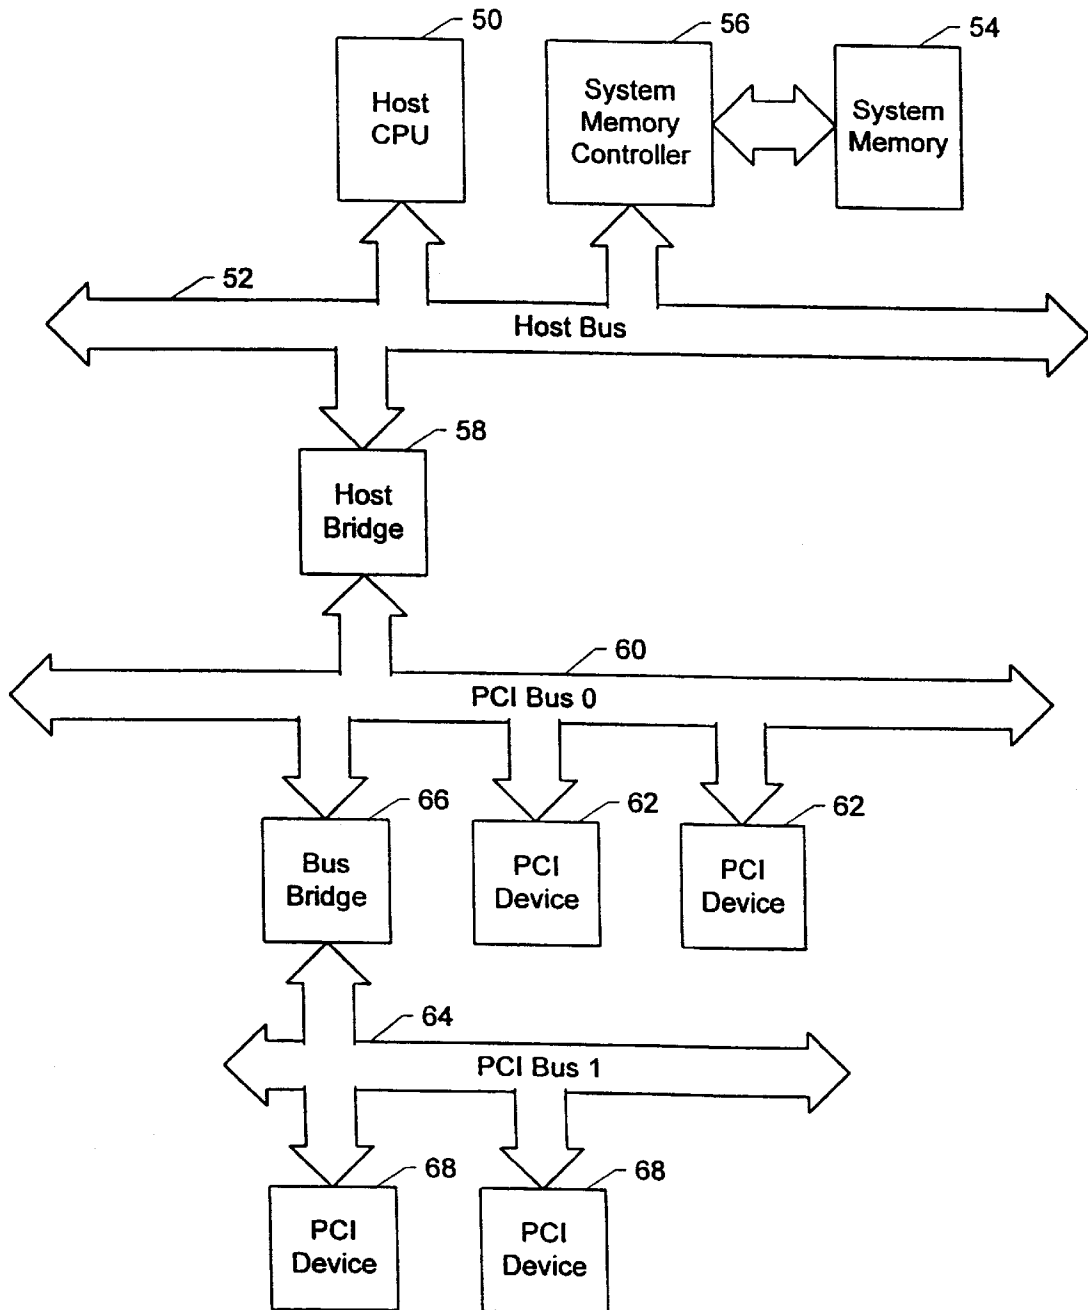 50
56
54
Host
CPU
System
Memory
Controller
System
Memory
52
Host Bus
58
Host
Bridge
60
PCI Bus 0
66
62
62
Bus
Bridge
PCI
Device
PCI
Device
64
PCI Bus 1
68
68
PCI
Device
PCI
Device